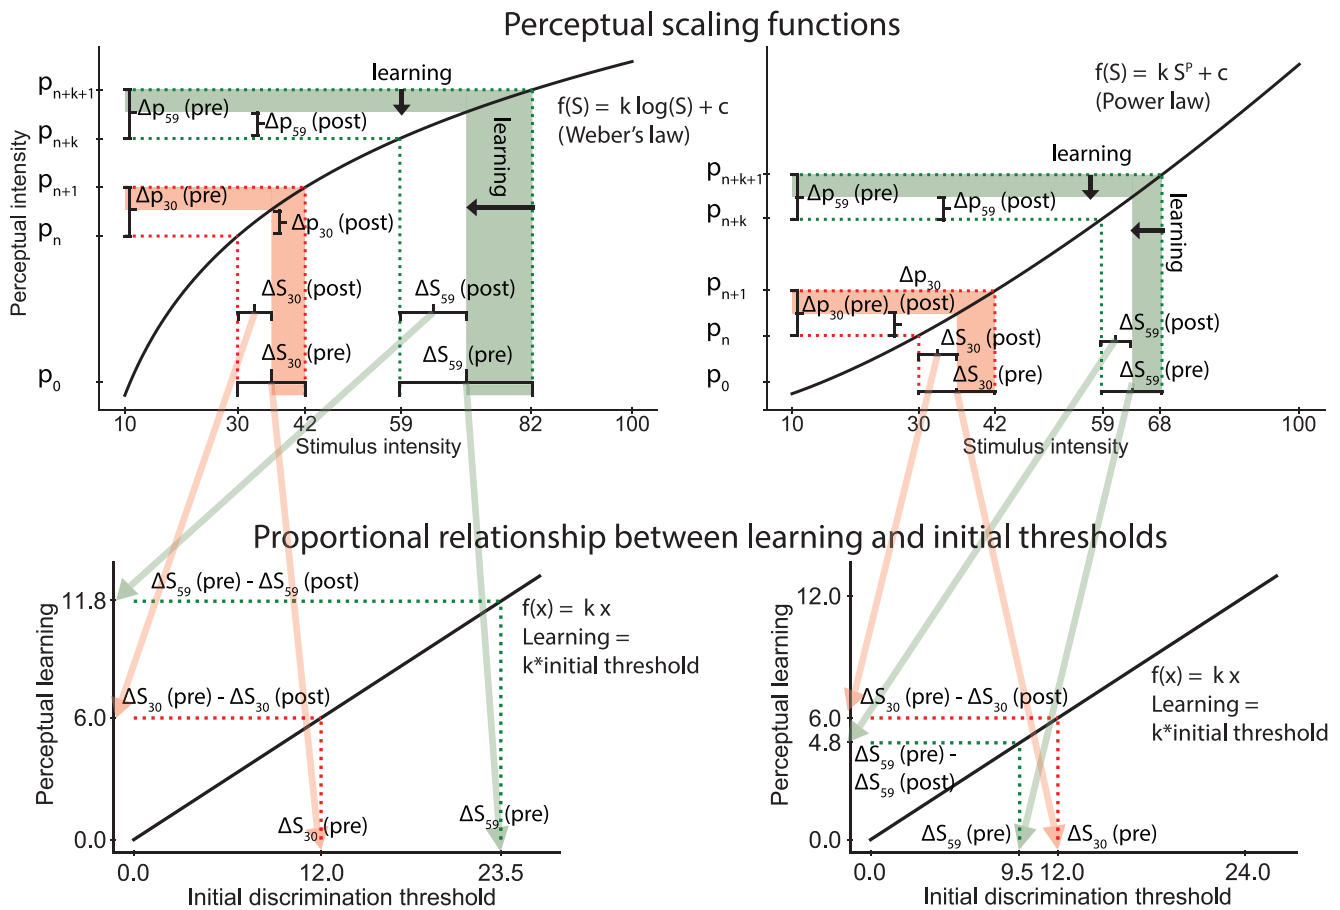 Perceptual scaling functions
Perceptual intensity
p n+k+1
p n+k
p n+1
p n
p 0
learning
Δp59 (pre)
Δp59 (post)
Δp30 (pre)
Δp30 (post)
f(S) = k log(S) + c
(Weber's law)
learning
ΔS30 (post)
ΔS59 (post)
ΔS30 (pre)
ΔS59 (pre)
10 30 42 59 82 100
Stimulus intensity
f(S) = k S^P + c
(Power law)
p n+k+1
p n+k
p n+1
p n
p 0
learning
Δp59 (pre)
Δp59 (post)
learning
Δp30
Δp30 (pre) (post)
ΔS30 (post)
ΔS59 (post)
ΔS30 (pre)
ΔS59 (pre)
10 30 42 59 68 100
Stimulus intensity
Proportional relationship between learning and initial thresholds
Perceptual learning
11.8
6.0
0.0
ΔS59 (pre) - ΔS59 (post)
f(x) = k x
Learning =
k*initial threshold
ΔS30 (pre) - ΔS30 (post)
ΔS30 (pre)
ΔS59 (pre)
0.0 12.0 23.5
Initial discrimination threshold
Perceptual learning
12.0
6.0
4.8
0.0
f(x) = k x
Learning =
k*initial threshold
ΔS30 (pre) - ΔS30 (post)
ΔS59 (pre) -
ΔS59 (post)
ΔS59 (pre)
ΔS30 (pre)
0.0 9.5 12.0 24.0
Initial discrimination threshold